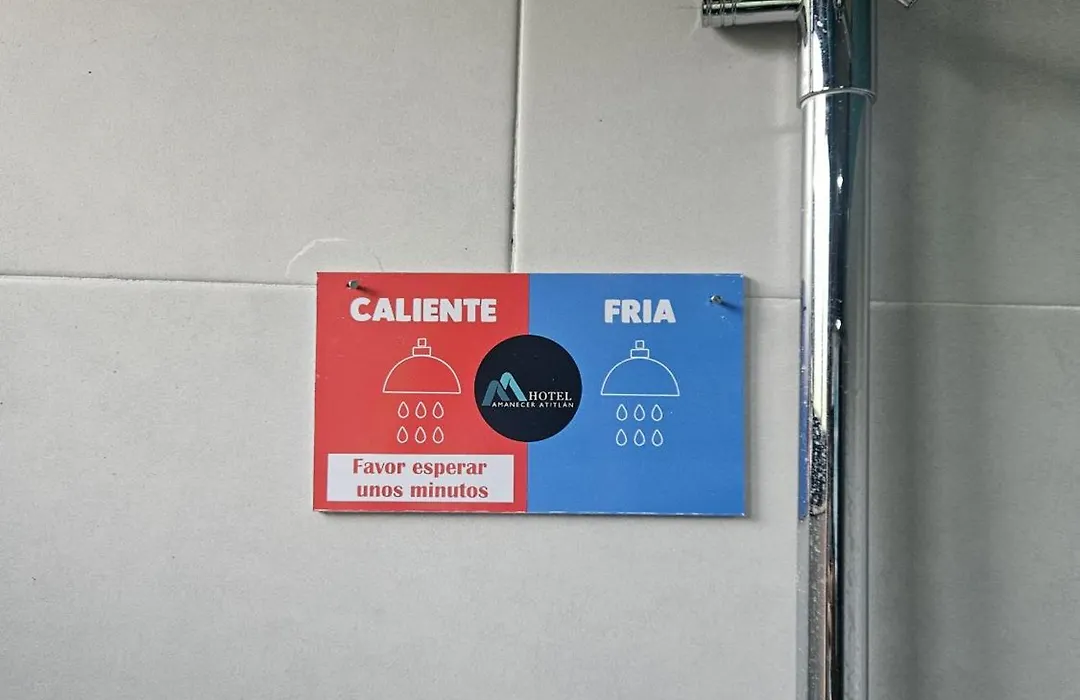 CALIENTE
FRIA
HOTEL
AMANECER ATITLÁN
Favor esperar
unos minutos